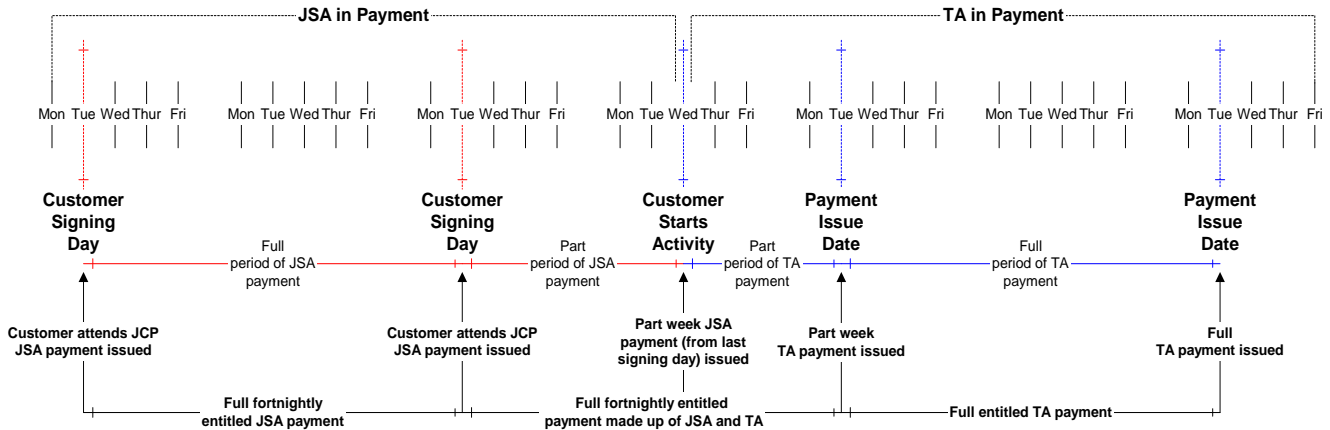 JSA in Payment
TA in Payment
Mon Tue Wed Thur Fri
Mon Tue Wed Thur Fri
Mon Tue Wed Thur Fri
Mon Tue Wed Thur Fri
Mon Tue Wed Thur Fri
Mon Tue Wed Thur Fri
Mon Tue Wed Thur Fri
Customer
Signing
Day
Customer
Signing
Day
Customer
Starts
Activity
Payment
Issue
Date
Payment
Issue
Date
Full
period of JSA
payment
Part
period of JSA
payment
Part
period of TA
payment
Full
period of TA
payment
Customer attends JCP
JSA payment issued
Customer attends JCP
JSA payment issued
Part week JSA
payment (from last
signing day) issued
Part week
TA payment issued
Full
TA payment issued
Full fortnightly
entitled JSA payment
Full fortnightly entitled
payment made up of JSA and TA
Full entitled TA payment